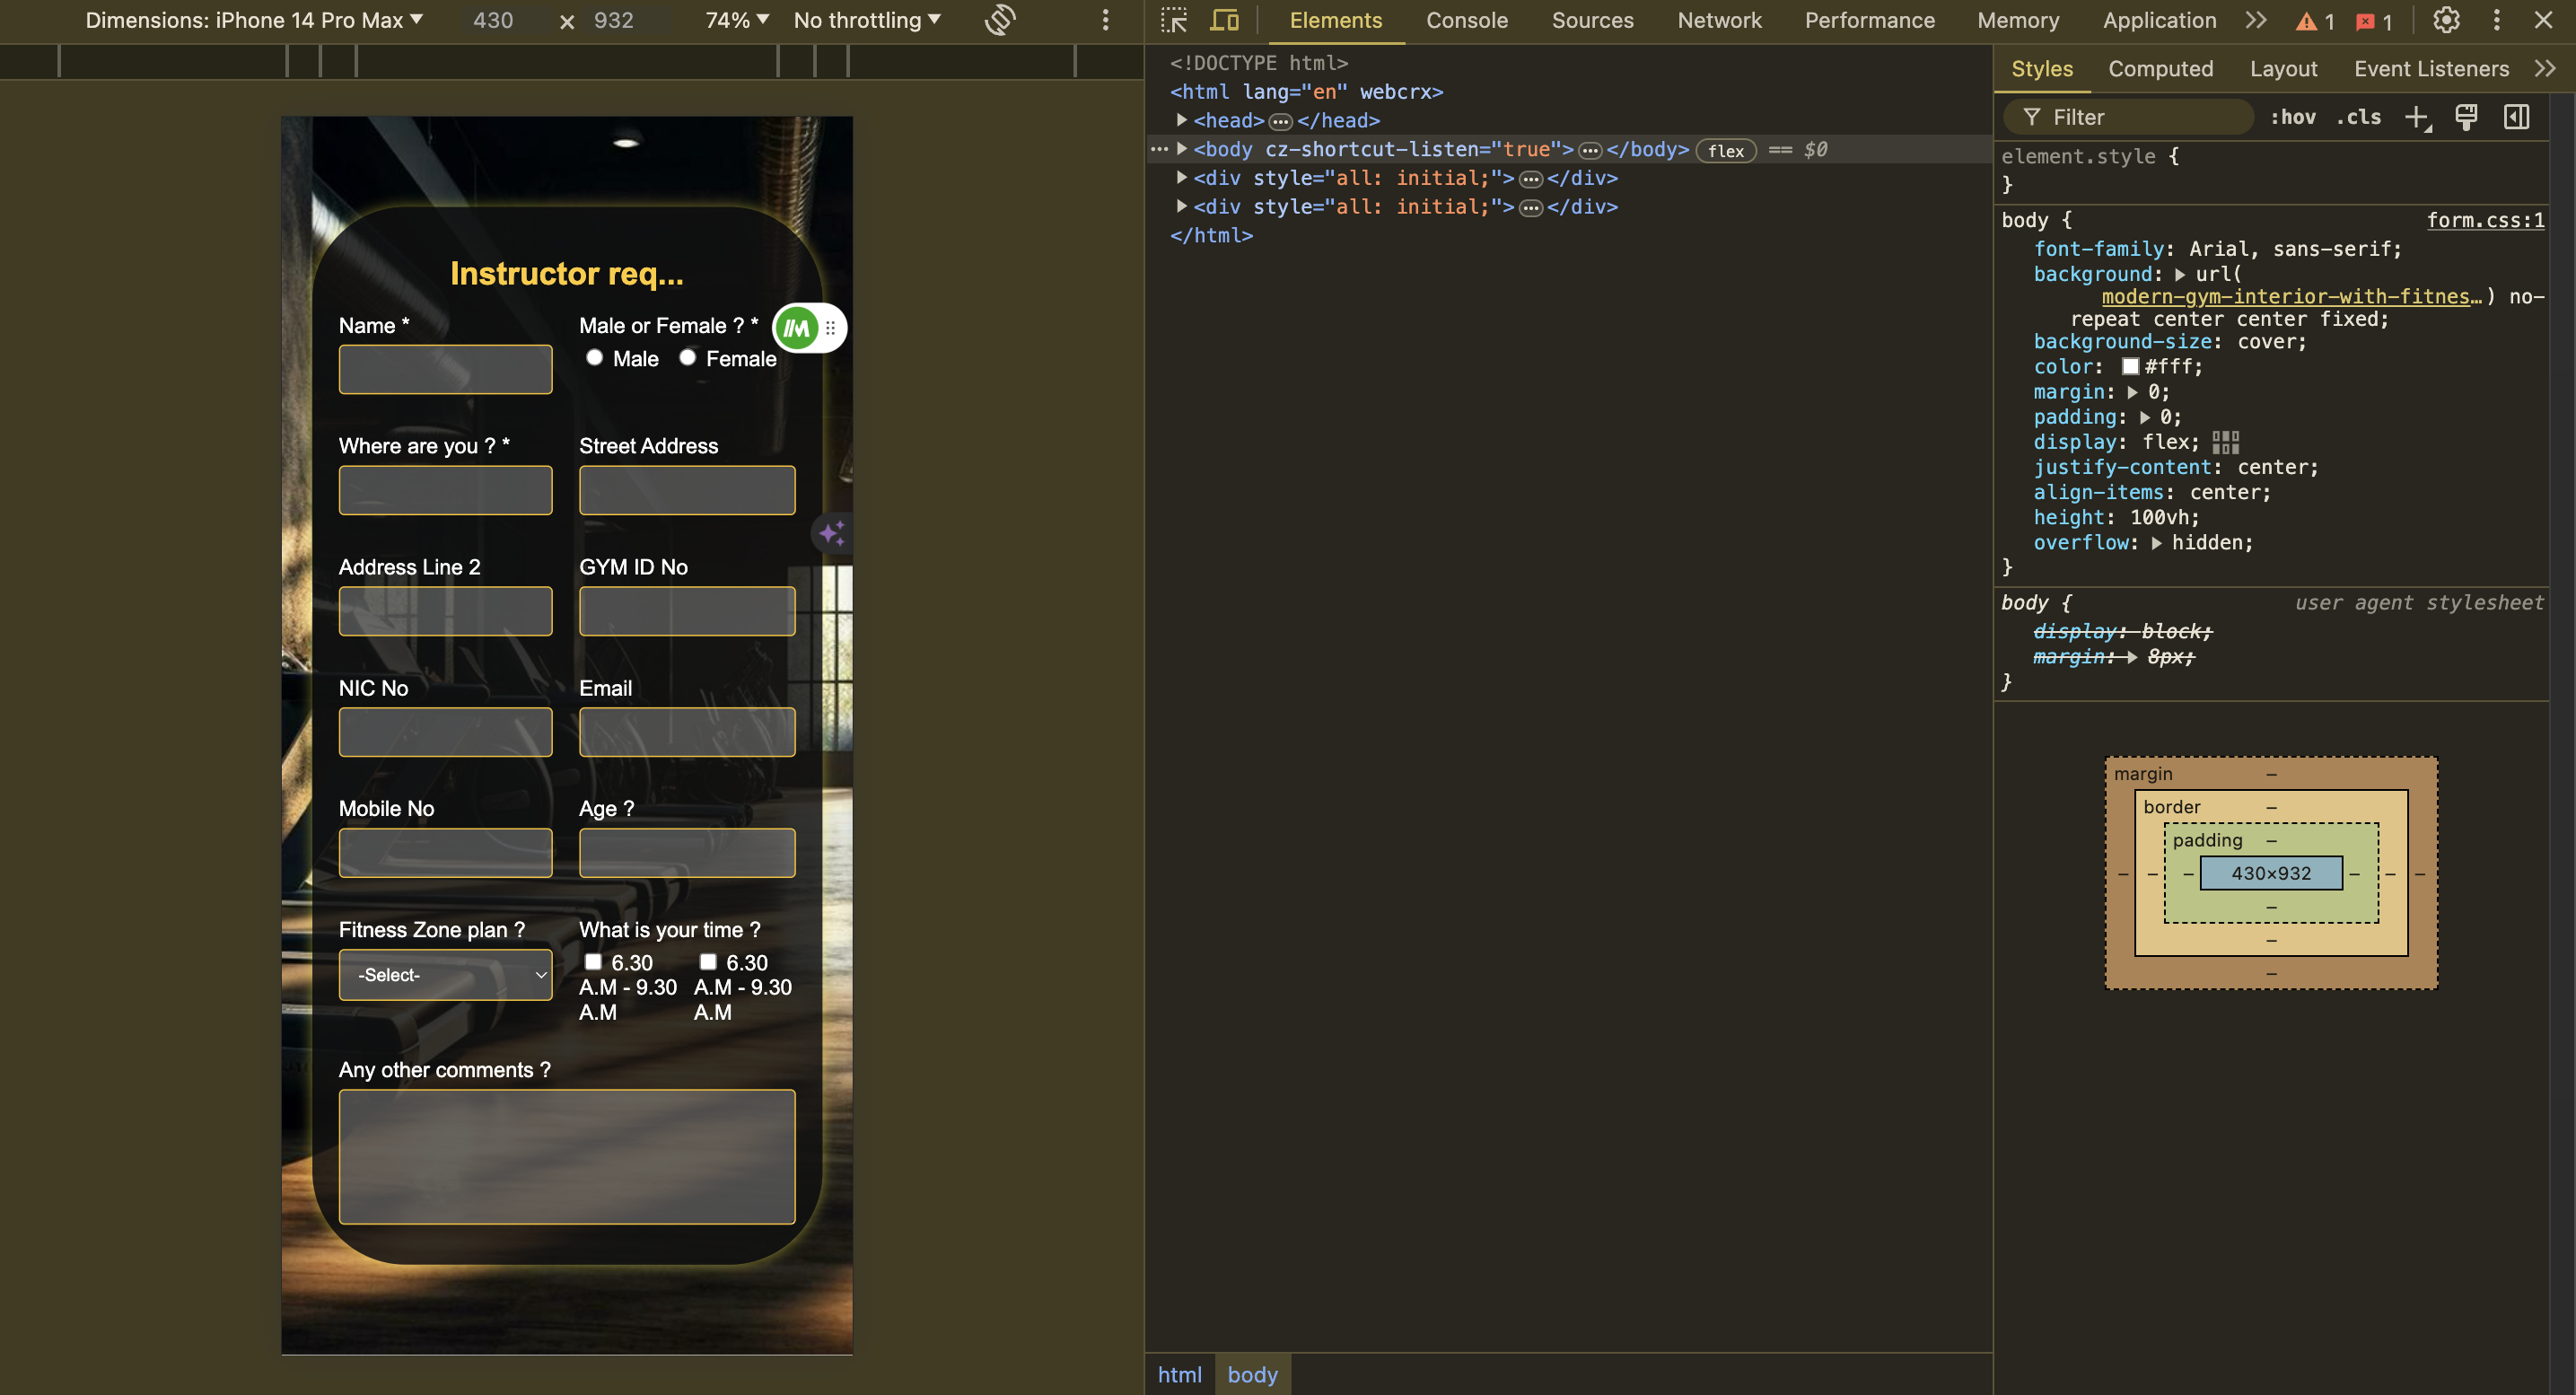 Dimensions: iPhone 14 Pro Max ▼ 430 × 932 74% ▼ No throttling ▼
Elements Console Sources Network Performance Memory Application 1 1
Instructor req...
Name *
Male or Female ? *
Male Female
Where are you ? *
Street Address
Address Line 2
GYM ID No
NIC No
Email
Mobile No
Age ?
Fitness Zone plan ?
-Select-
What is your time ?
6.30
A.M - 9.30
A.M
6.30
A.M - 9.30
A.M
Any other comments ?
<!DOCTYPE html>
<html lang="en" webcrx>
▶ <head> ⋯ </head>
⋯ ▶ <body cz-shortcut-listen="true"> ⋯ </body> flex == $0
▶ <div style="all: initial;"> ⋯ </div>
▶ <div style="all: initial;"> ⋯ </div>
</html>
html body
Styles Computed Layout Event Listeners
Filter :hov .cls
element.style {
}
body { form.css:1
font-family: Arial, sans-serif;
background: ▶ url(
modern-gym-interior-with-fitnes…) no-
repeat center center fixed;
background-size: cover;
color: #fff;
margin: ▶ 0;
padding: ▶ 0;
display: flex;
justify-content: center;
align-items: center;
height: 100vh;
overflow: ▶ hidden;
}
body { user agent stylesheet
display: block;
margin: ▶ 8px;
}
margin –
border –
padding –
– – – 430×932 – – –
–
–
–